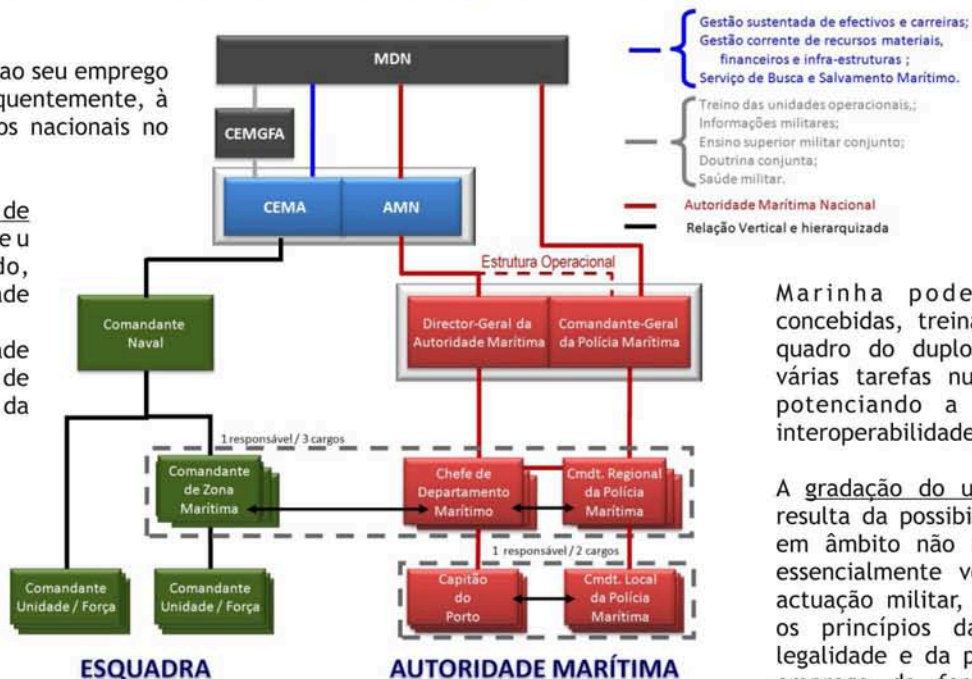 ao seu emprego
quentemente, à
os nacionais no
de
e u
do,
ade
ade
de
da
MDN
CEMGFA
CEMA
AMN
Gestão sustentada de efectivos e carreiras;
Gestão corrente de recursos materiais,
financeiros e infra-estruturas ;
Serviço de Busca e Salvamento Marítimo.
Treino das unidades operacionais,;
Informações militares;
Ensino superior militar conjunto;
Doutrina conjunta;
Saúde militar.
Autoridade Marítima Nacional
Relação Vertical e hierarquizada
Estrutura Operacional
Comandante
Naval
Director-Geral da
Autoridade Marítima
Comandante-Geral
da Polícia Marítima
1 responsável / 3 cargos
Comandante
de Zona
Marítima
Chefe de
Departamento
Marítimo
Cmdt. Regional
da Polícia
Marítima
1 responsável / 2 cargos
Comandante
Unidade / Força
Comandante
Unidade / Força
Capitão
do
Porto
Cmdt. Local
da Polícia
Marítima
ESQUADRA
AUTORIDADE MARÍTIMA
Marinha pode
concebidas, treina
quadro do duplo
várias tarefas nu
potenciando a
interoperabilidade
A gradação do u
resulta da possibi
em âmbito não
essencialmente v
actuação militar,
os princípios da
legalidade e da p